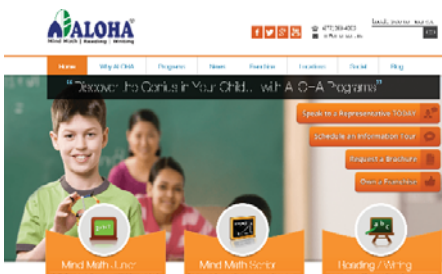 ALOHA
Mind Math | Reading | Writing
Home Why ALOHA Programs News Franchise Locations Social Blog
"Discover the Genius in Your Child... with ALOHA Programs"
Speak to a Representative TODAY
Schedule an Information Tour
Request a Brochure
Own a Franchise
Mind Math Junior
Mind Math Senior
Reading / Writing